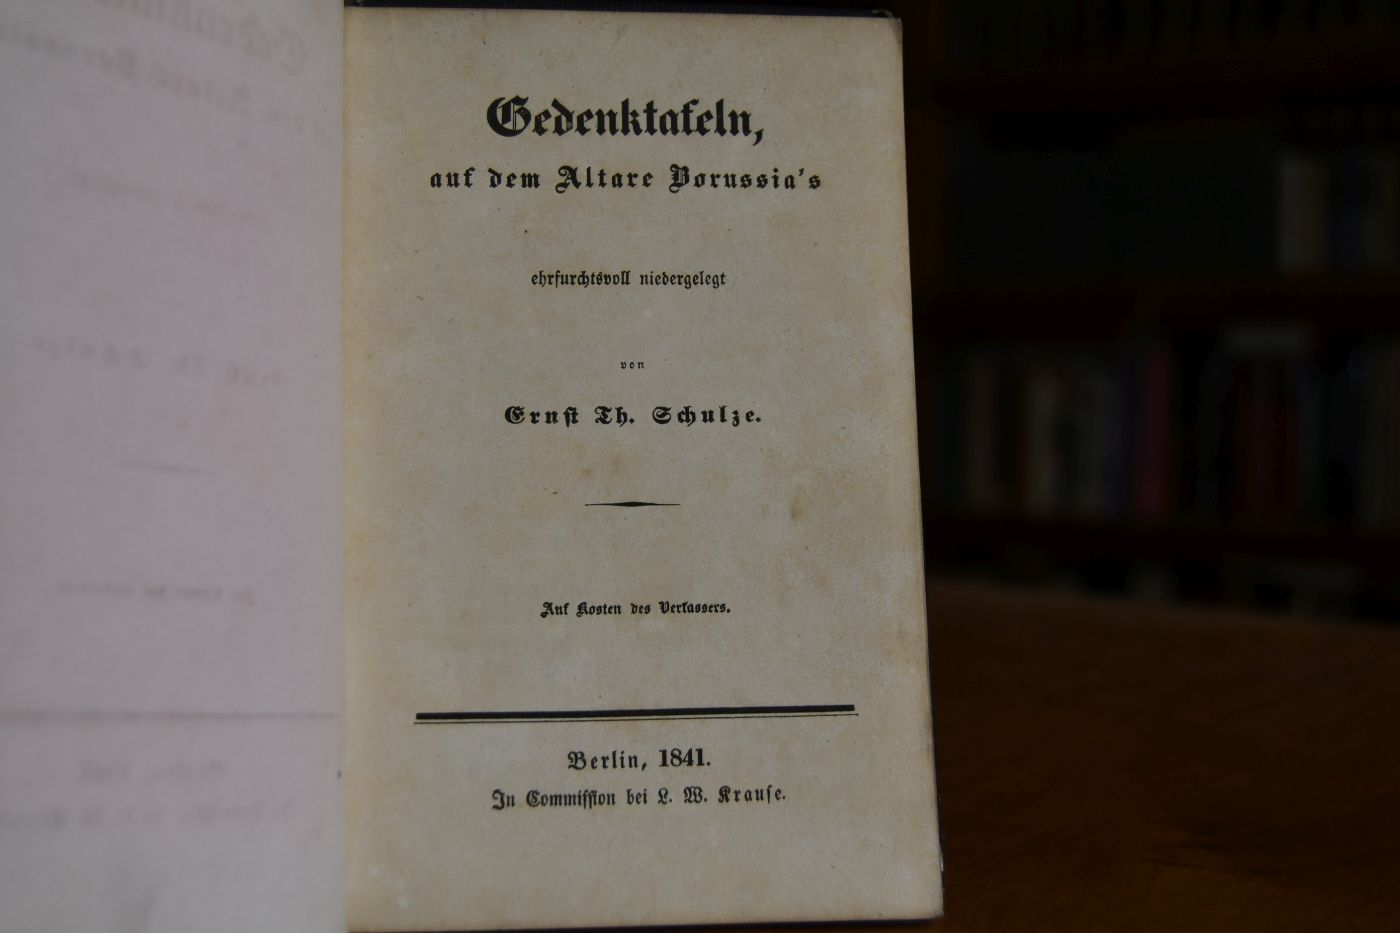 Gedenktafeln,
auf dem Altare Borussia's
ehrfurchtsvoll niedergelegt
von
Ernst Th. Schulze.
Auf Kosten des Verfassers.
Berlin, 1841.
In Commission bei L. W. Krause.